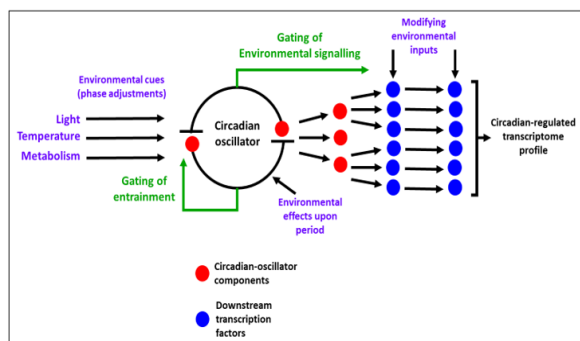 Gating of
Environmental signalling
Modifying
environmental
inputs
Environmental cues
(phase adjustments)
Light
Temperature
Metabolism
Circadian
oscillator
Circadian-regulated
transcriptome
profile
Gating of
entrainment
Environmental
effects upon
period
Circadian-oscillator
components
Downstream
transcription
factors